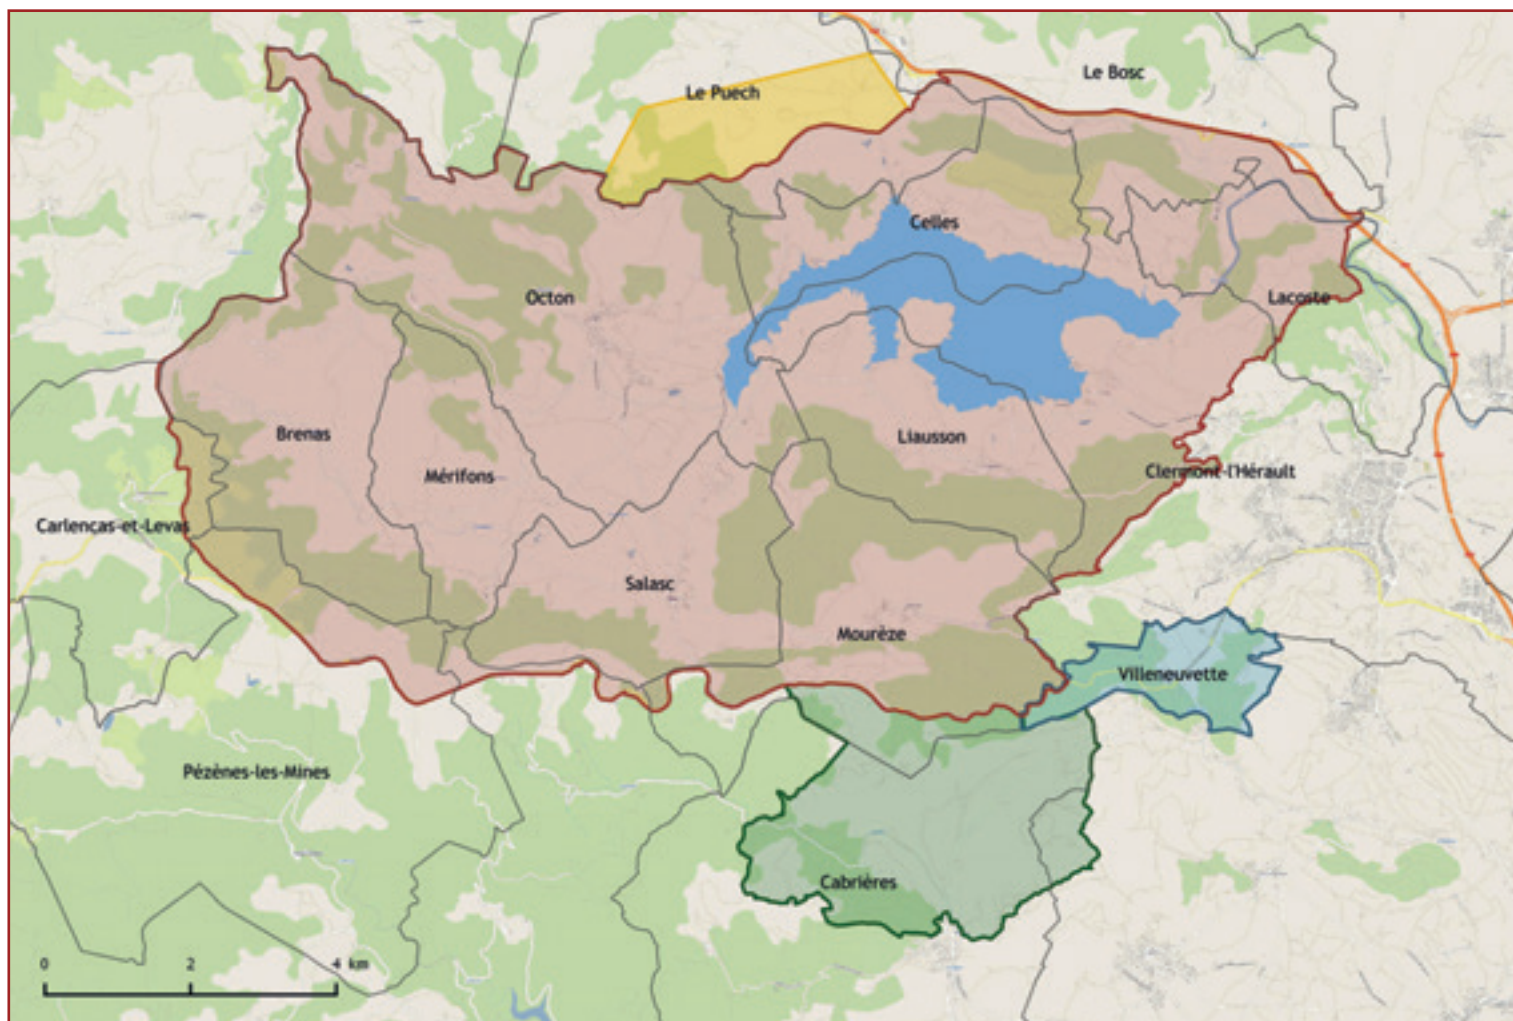 Le Bosc
Le Puech
Celles
Octon
Lacoste
Brenas
Liausson
Mérifons
Clermont-l'Hérault
Carlencas-et-Levas
Salasc
Mourèze
Villeneuvette
Pézènes-les-Mines
Cabrières
0 2 4 km